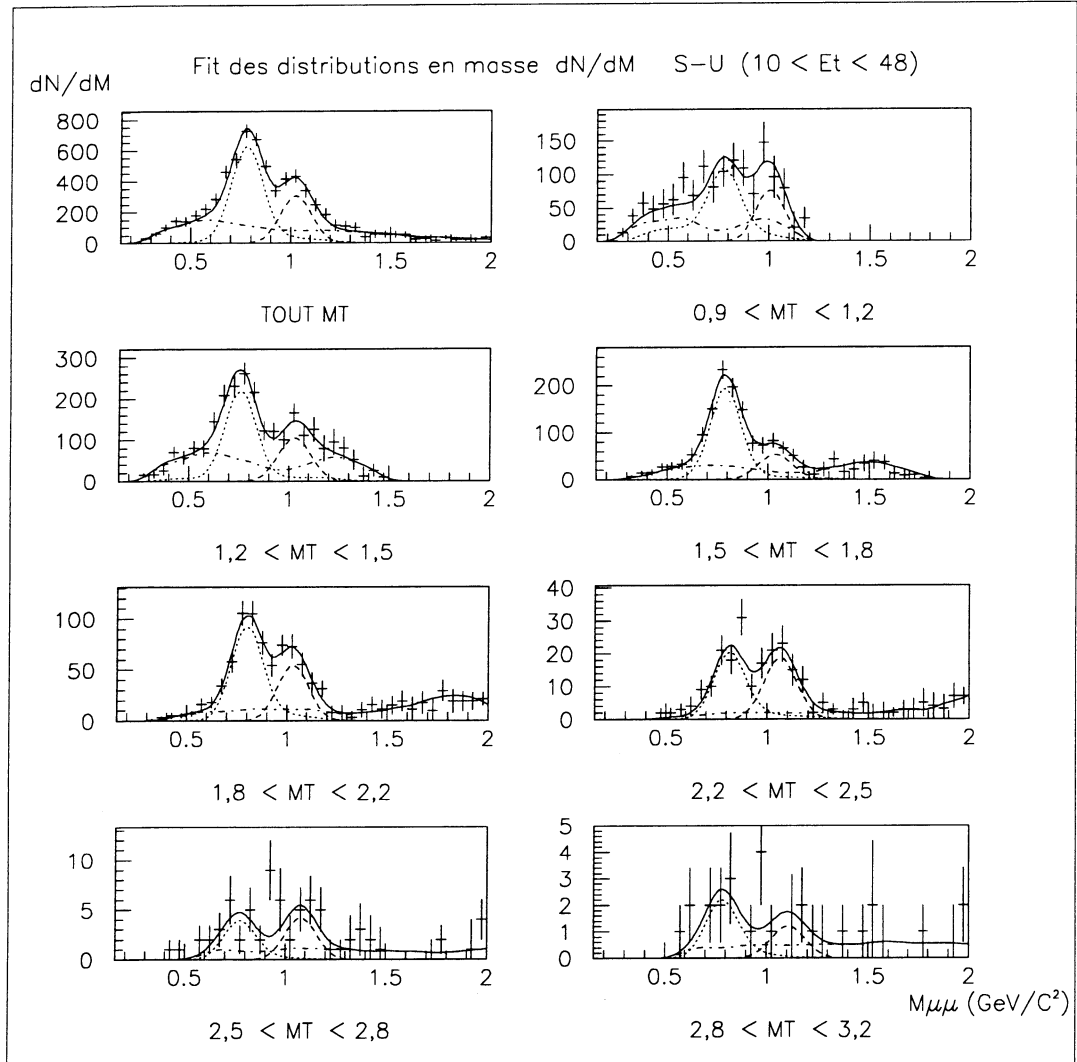 Fit des distributions en masse dN/dM S-U (10 < Et < 48)
dN/dM
800
600
400
200
0
0.5 1 1.5 2
TOUT MT
150
100
50
0
0.5 1 1.5 2
0,9 < MT < 1,2
300
200
100
0
0.5 1 1.5 2
1,2 < MT < 1,5
200
100
0
0.5 1 1.5 2
1,5 < MT < 1,8
100
50
0
0.5 1 1.5 2
1,8 < MT < 2,2
40
30
20
10
0
0.5 1 1.5 2
2,2 < MT < 2,5
10
5
0
0.5 1 1.5 2
2,5 < MT < 2,8
5
4
3
2
1
0
0.5 1 1.5 2
Mμμ (GeV/C²)
2,8 < MT < 3,2